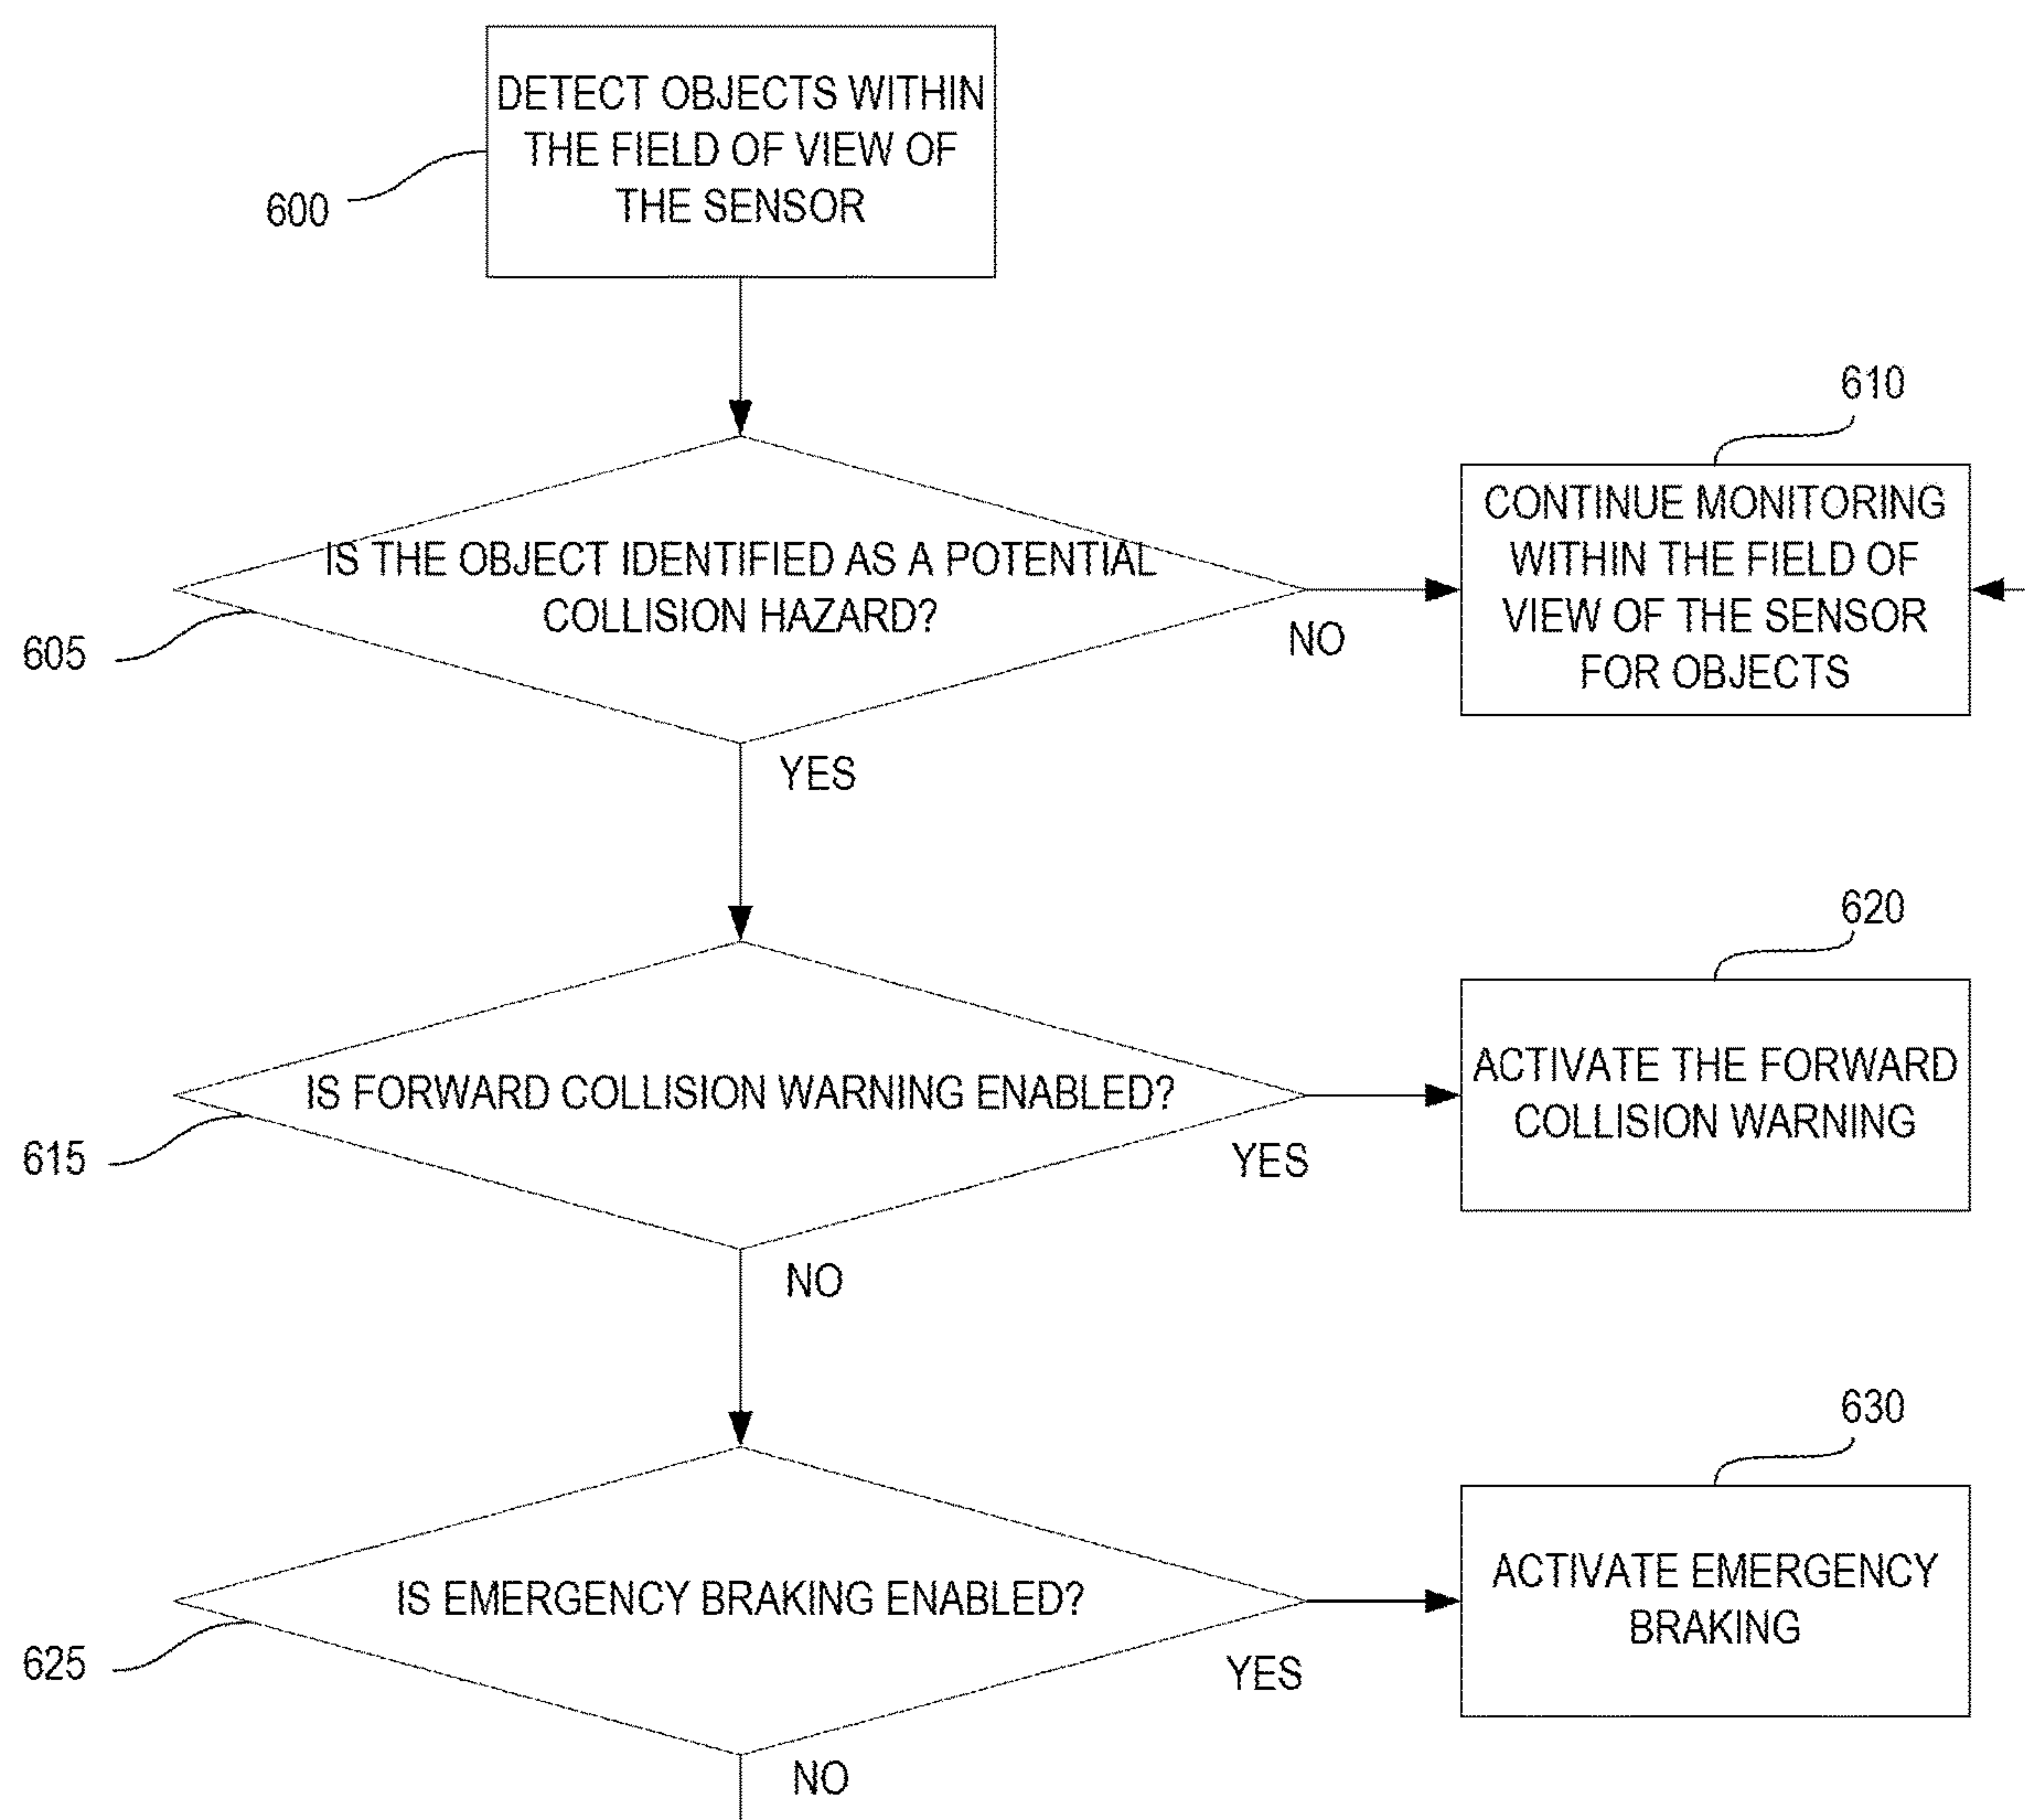 DETECT OBJECTS WITHIN
THE FIELD OF VIEW OF
THE SENSOR
600
610
CONTINUE MONITORING
WITHIN THE FIELD OF
VIEW OF THE SENSOR
FOR OBJECTS
IS THE OBJECT IDENTIFIED AS A POTENTIAL
COLLISION HAZARD?
605
NO
YES
620
ACTIVATE THE FORWARD
COLLISION WARNING
IS FORWARD COLLISION WARNING ENABLED?
615
YES
NO
630
ACTIVATE EMERGENCY
BRAKING
IS EMERGENCY BRAKING ENABLED?
625
YES
NO